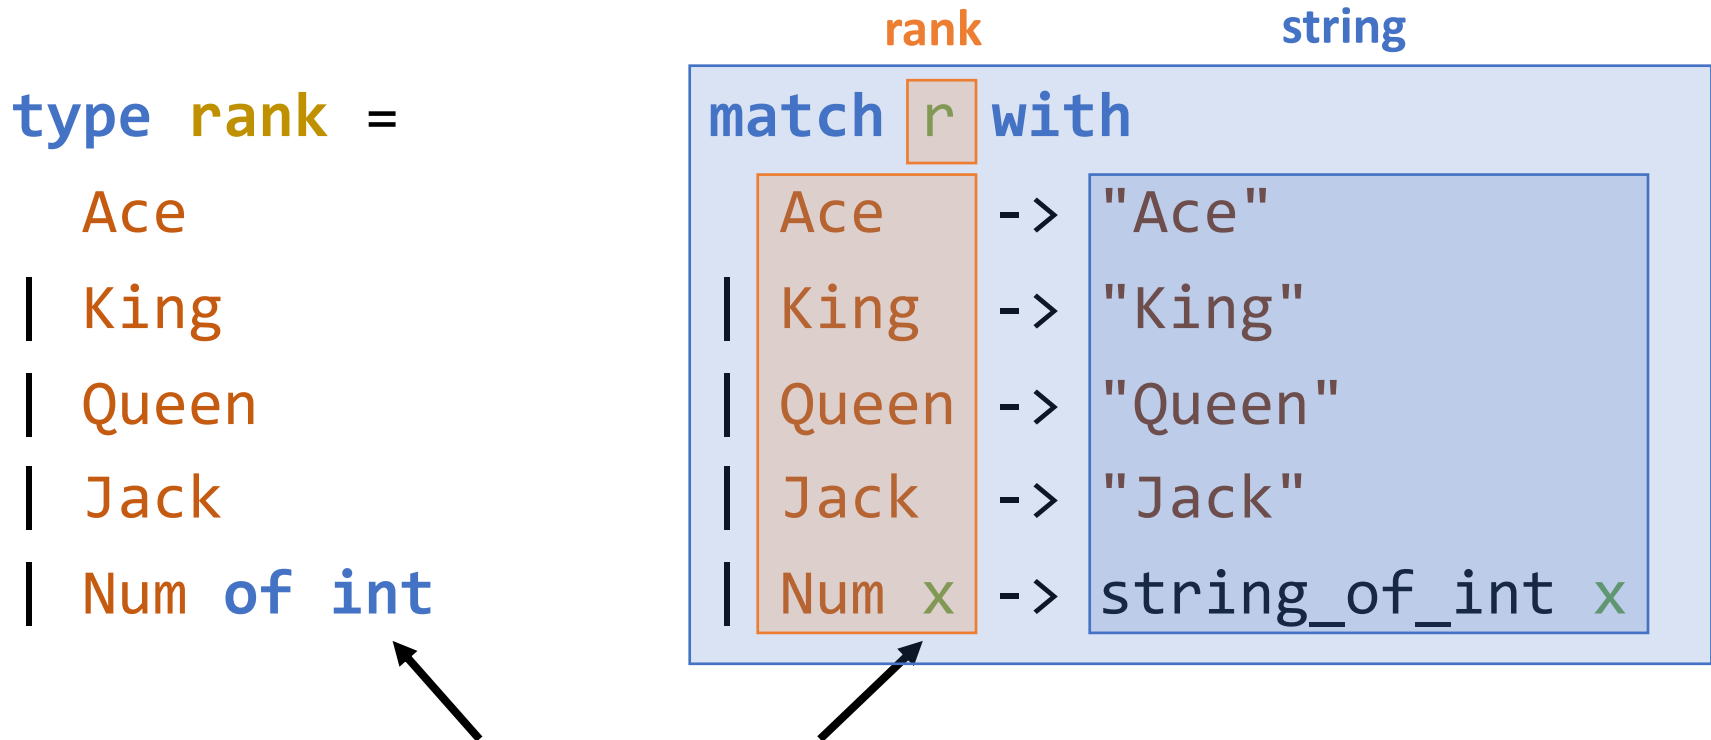 rank string
type rank =
Ace
| King
| Queen
| Jack
| Num of int
match r with
Ace -> "Ace"
| King -> "King"
| Queen -> "Queen"
| Jack -> "Jack"
| Num x -> string_of_int x